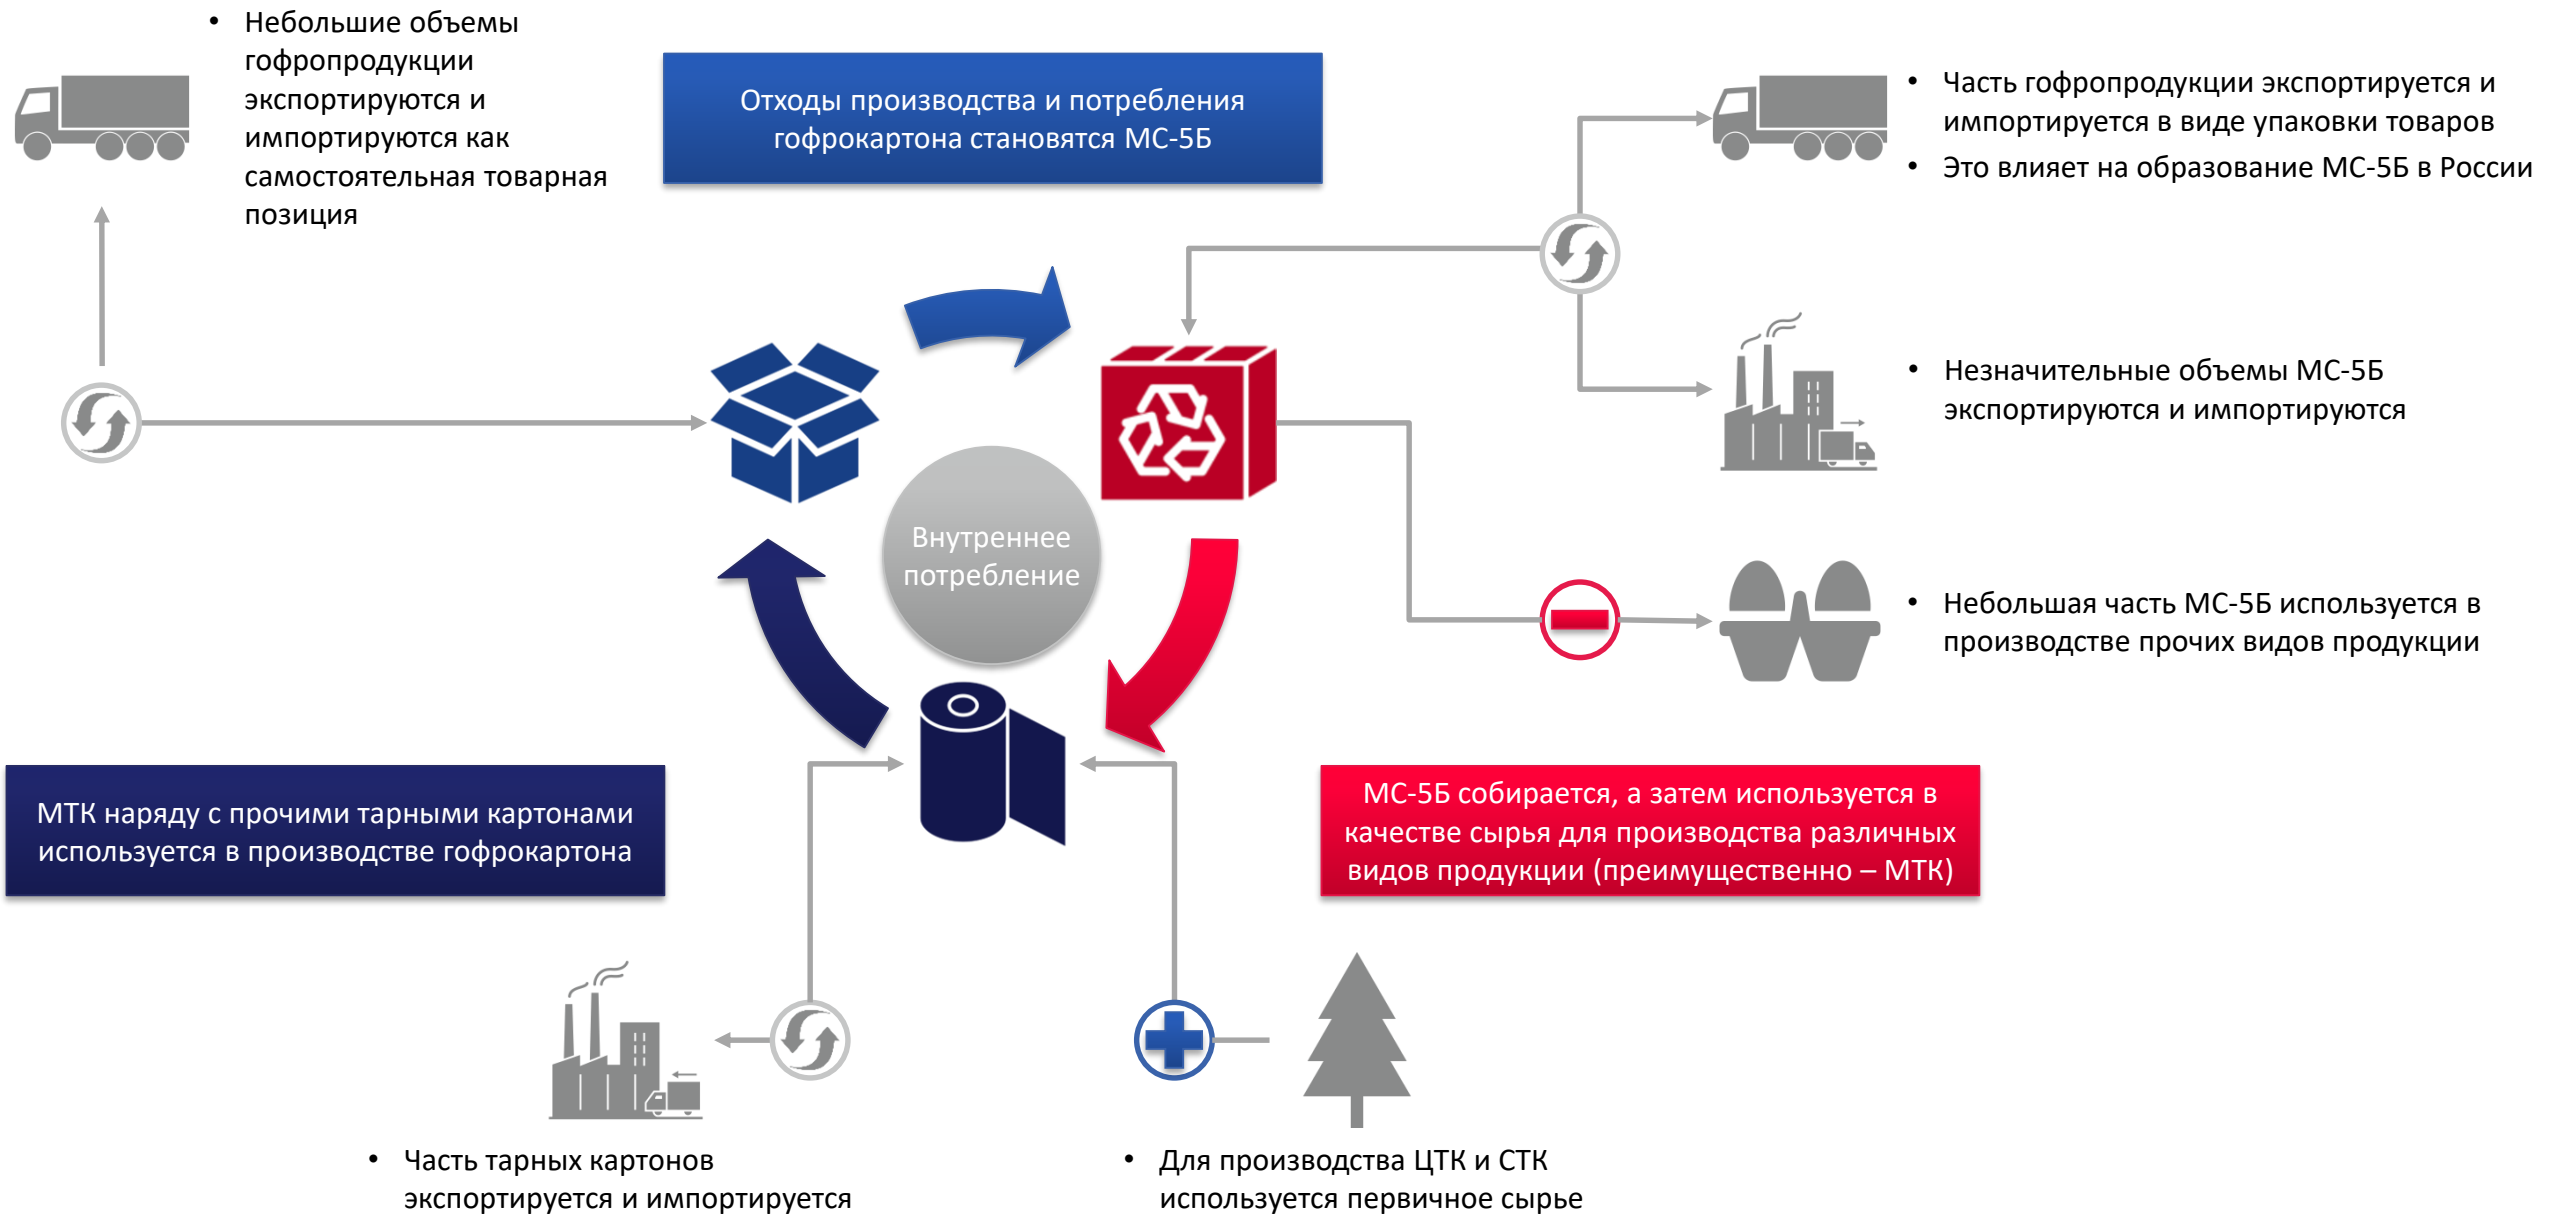 • Небольшие объемы
гофропродукции
экспортируются и
импортируются как
самостоятельная товарная
позиция
Отходы производства и потребления
гофрокартона становятся МС-5Б
• Часть гофропродукции экспортируется и
импортируется в виде упаковки товаров
• Это влияет на образование МС-5Б в России
• Незначительные объемы МС-5Б
экспортируются и импортируются
Внутреннее
потребление
• Небольшая часть МС-5Б используется в
производстве прочих видов продукции
МТК наряду с прочими тарными картонами
используется в производстве гофрокартона
МС-5Б собирается, а затем используется в
качестве сырья для производства различных
видов продукции (преимущественно – МТК)
• Часть тарных картонов
экспортируется и импортируется
• Для производства ЦТК и СТК
используется первичное сырье